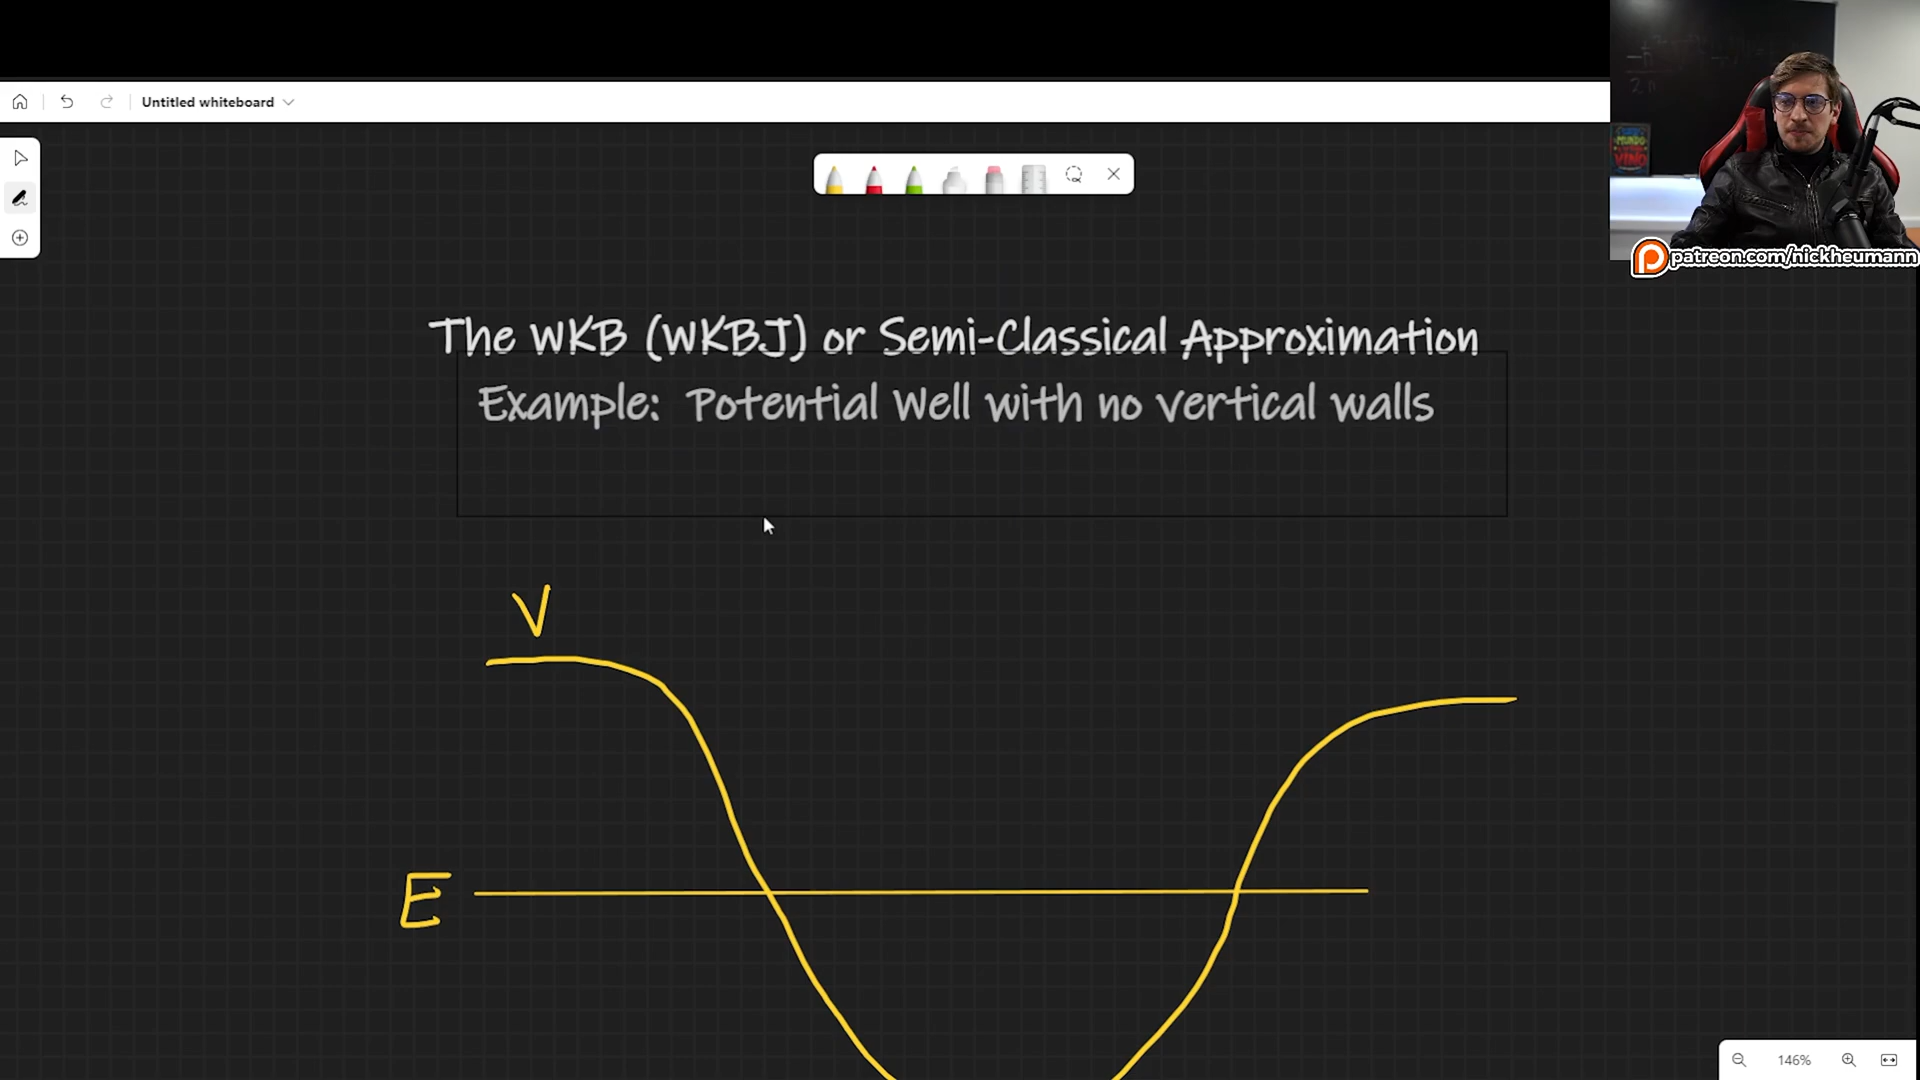 Untitled whiteboard
patreon.com/nickheumann
The WKB (WKBJ) or Semi-Classical Approximation
Example: Potential Well with no vertical walls
V
E
146%